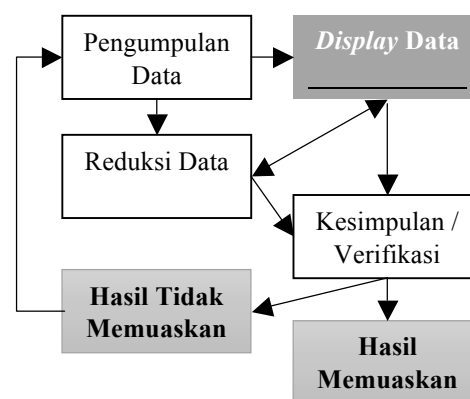 Pengumpulan
Data
Display Data
Reduksi Data
Kesimpulan /
Verifikasi
Hasil Tidak
Memuaskan
Hasil
Memuaskan